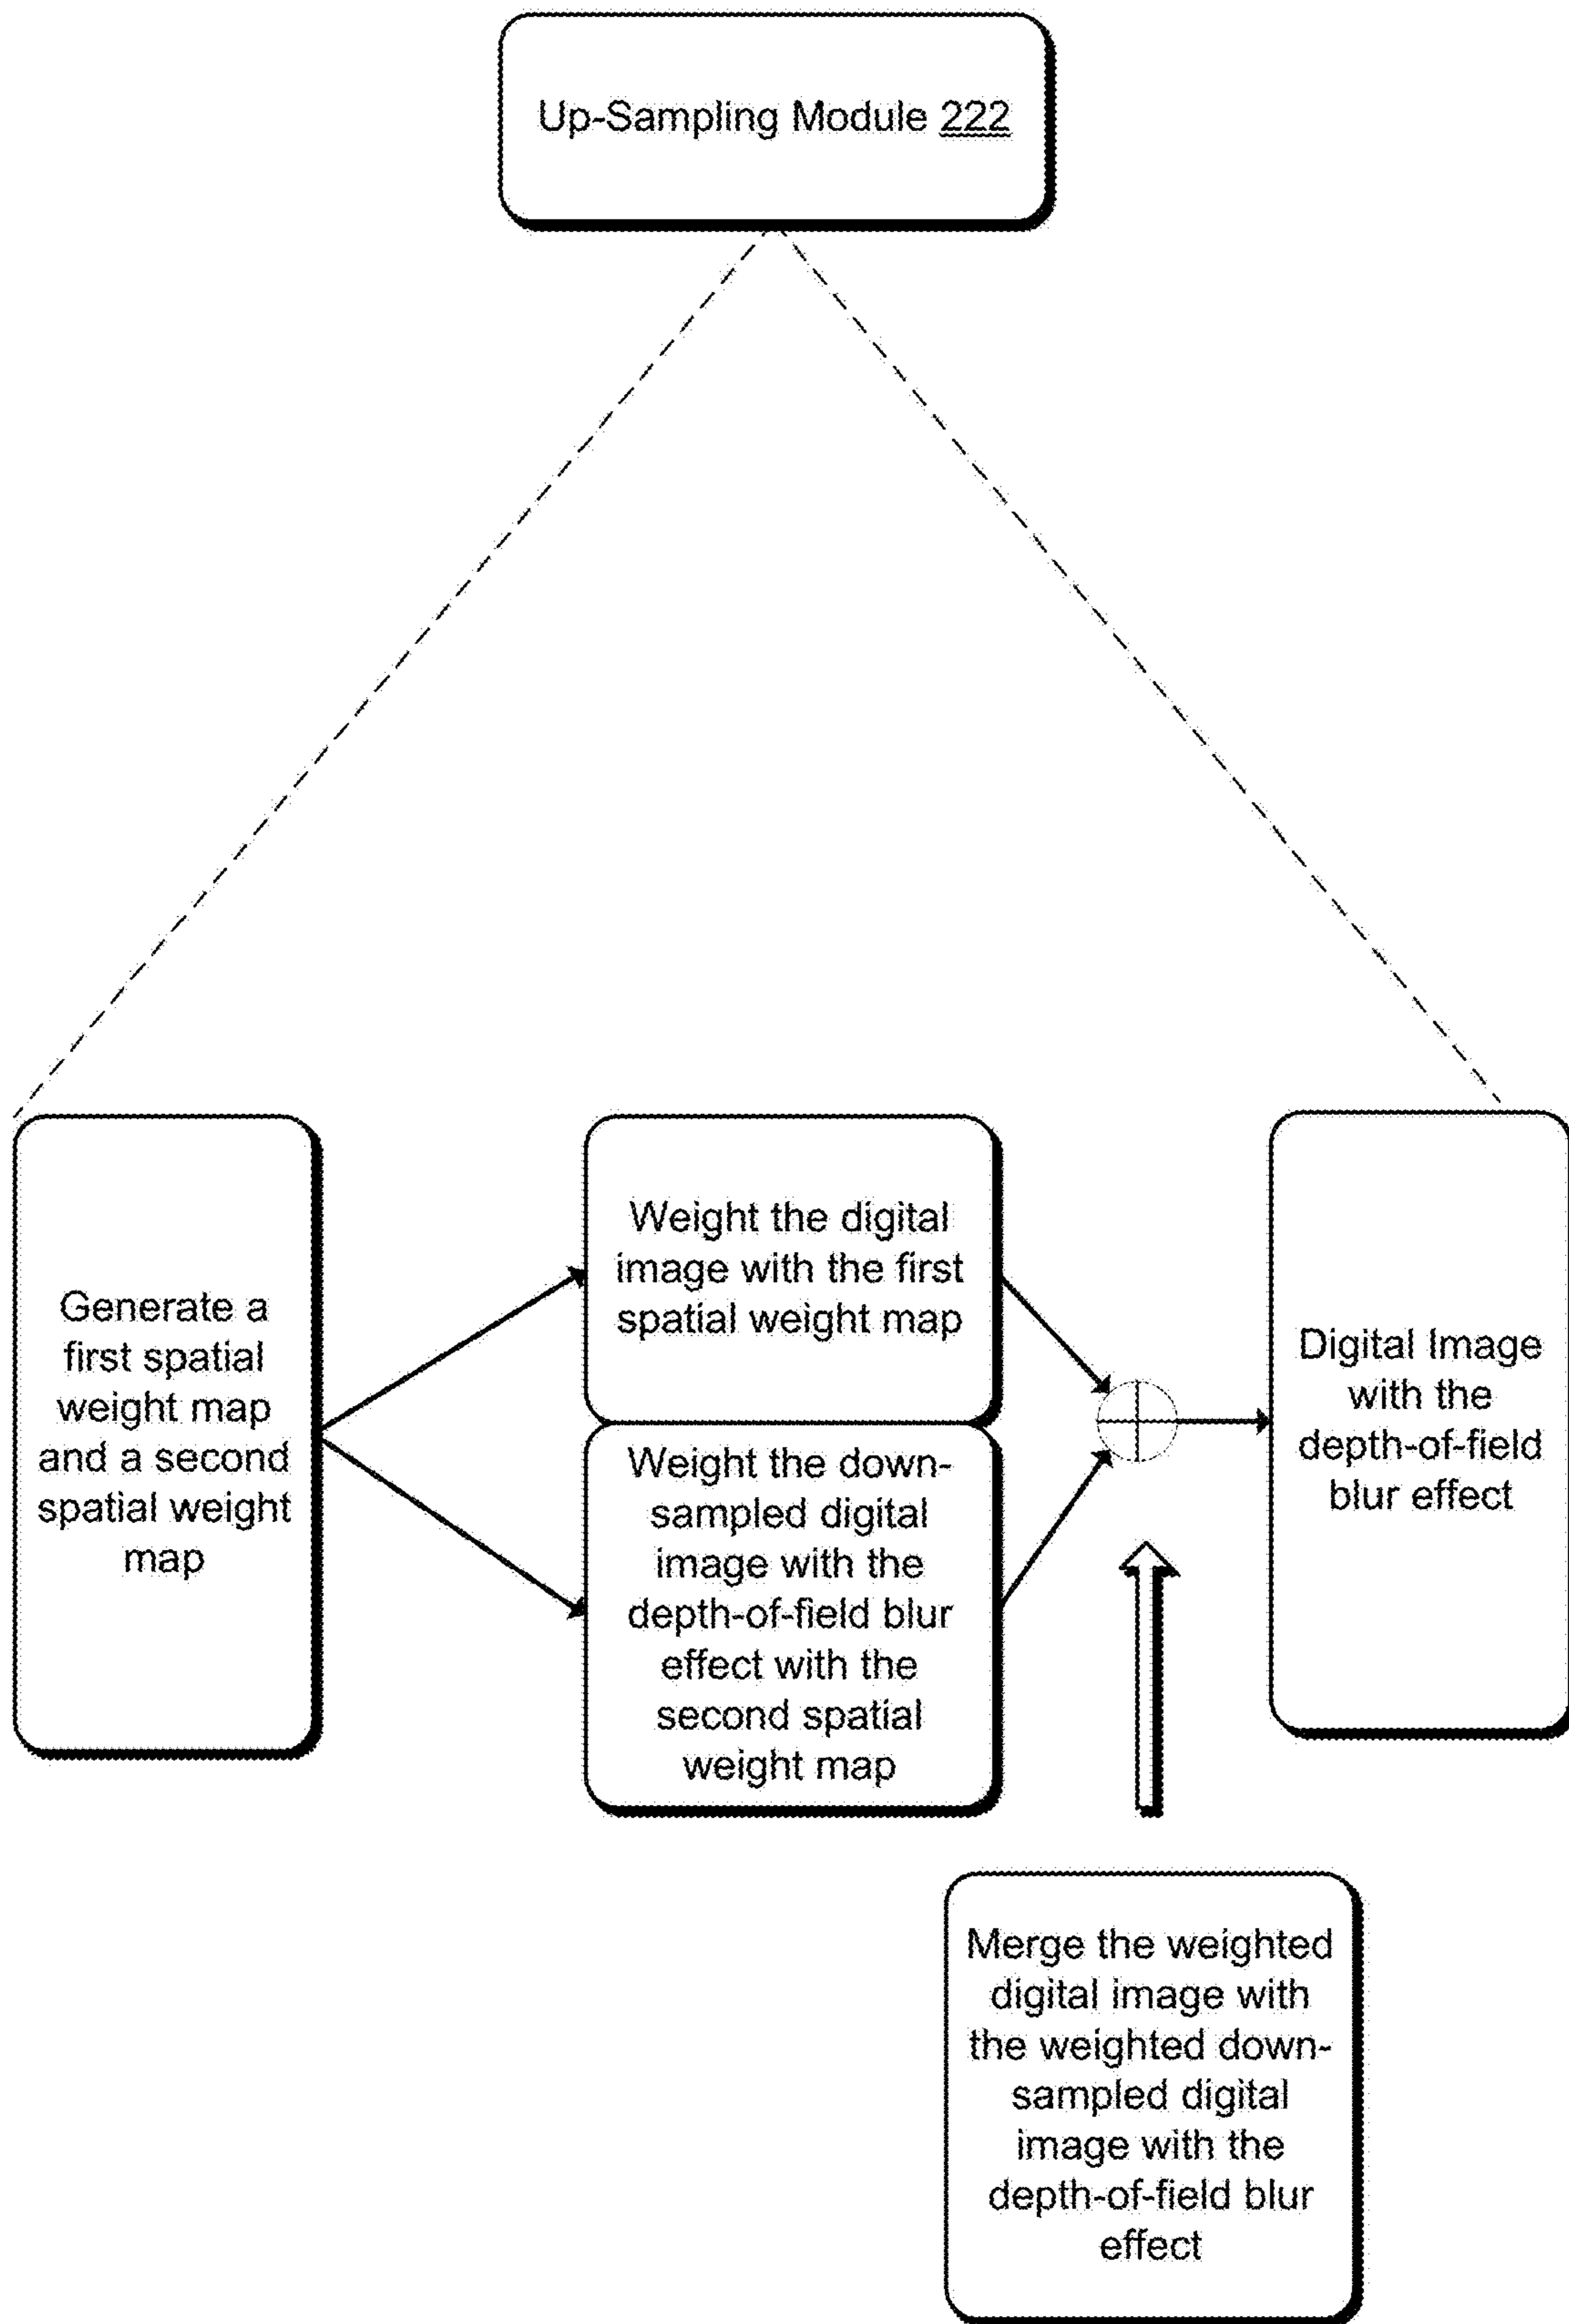 Up-Sampling Module 222
Generate a
first spatial
weight map
and a second
spatial weight
map
Weight the digital
image with the first
spatial weight map
Weight the down-
sampled digital
image with the
depth-of-field blur
effect with the
second spatial
weight map
Digital Image
with the
depth-of-field
blur effect
Merge the weighted
digital image with
the weighted down-
sampled digital
image with the
depth-of-field blur
effect